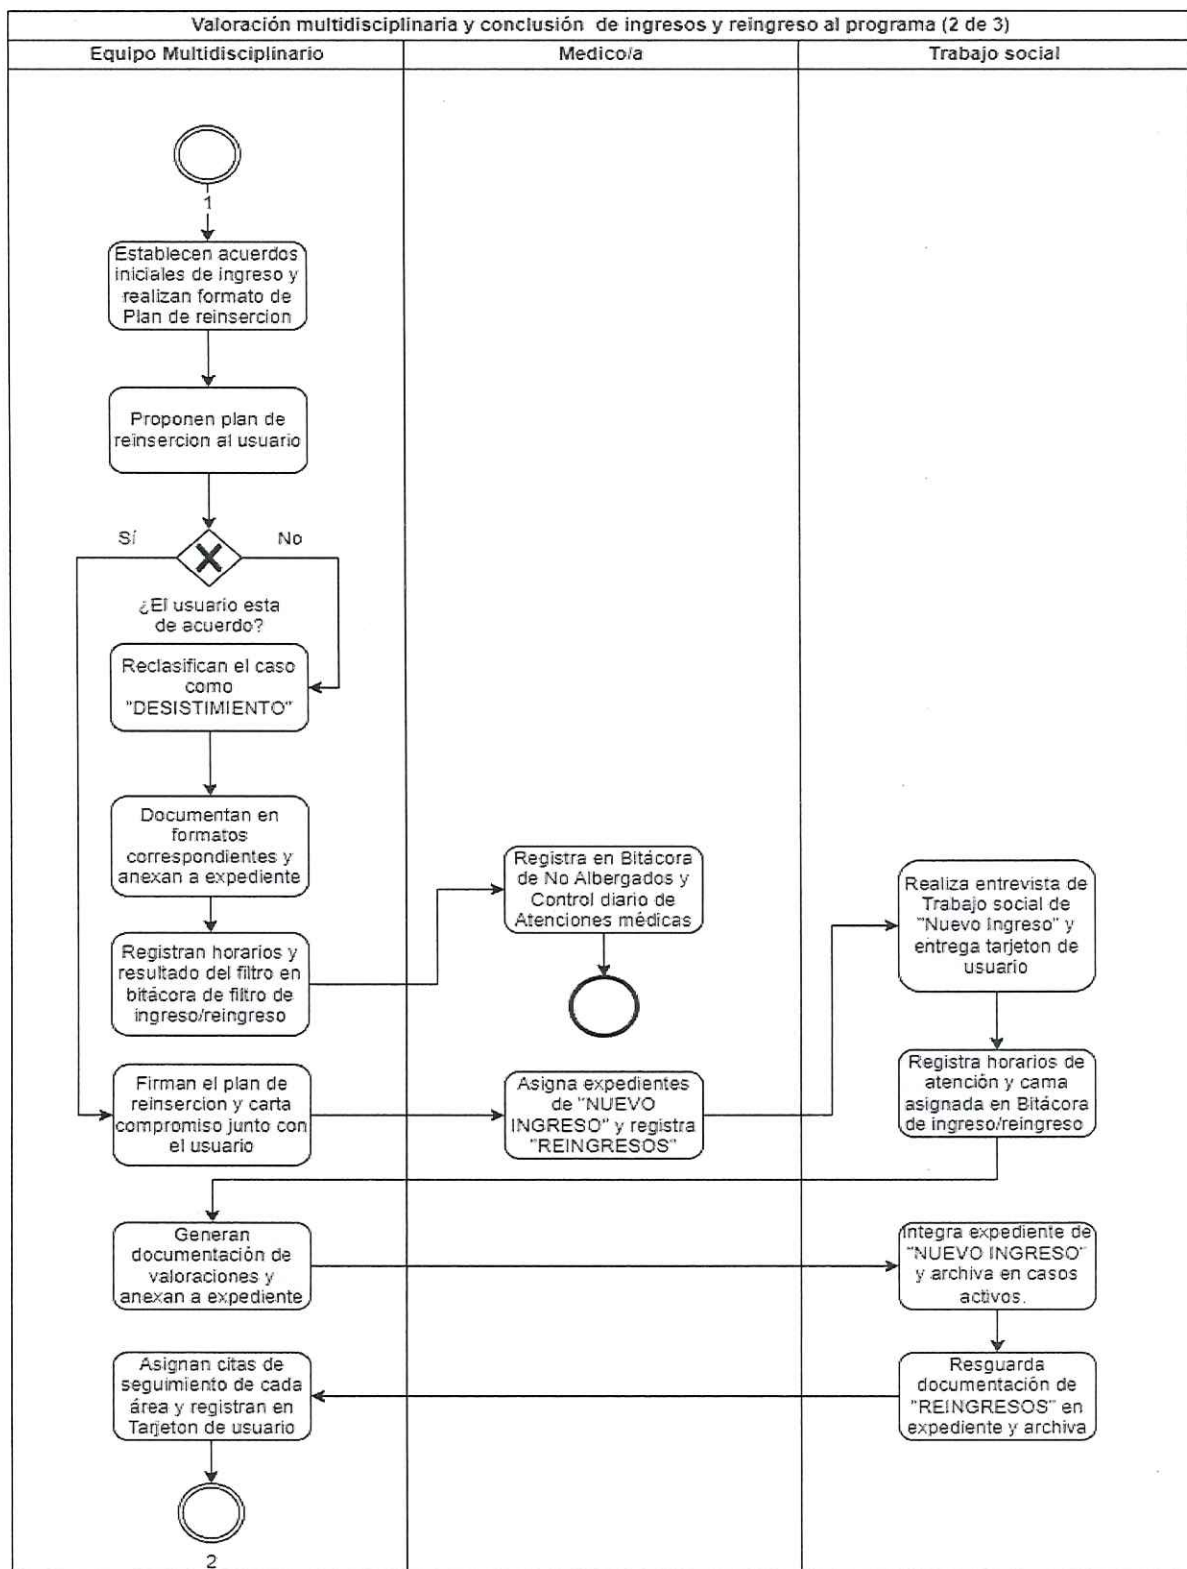 Valoración multidisciplinaria y conclusión de ingresos y reingreso al programa (2 de 3)
Equipo Multidisciplinario
Medico/a
Trabajo social
1
Establecen acuerdos
iniciales de ingreso y
realizan formato de
Plan de reinsercion
Proponen plan de
reinsercion al usuario
Sí
No
¿El usuario esta
de acuerdo?
Reclasifican el caso
como
"DESISTIMIENTO"
Documentan en
formatos
correspondientes y
anexan a expediente
Registran horarios y
resultado del filtro en
bitácora de filtro de
ingreso/reingreso
Registra en Bitácora
de No Albergados y
Control diario de
Atenciones médicas
Firman el plan de
reinsercion y carta
compromiso junto con
el usuario
Asigna expedientes
de "NUEVO
INGRESO" y registra
"REINGRESOS"
Realiza entrevista de
Trabajo social de
"Nuevo Ingreso" y
entrega tarjeton de
usuario
Registra horarios de
atención y cama
asignada en Bitácora
de ingreso/reingreso
Generan
documentación de
valoraciones y
anexan a expediente
Integra expediente de
"NUEVO INGRESO"
y archiva en casos
activos.
Resguarda
documentación de
"REINGRESOS" en
expediente y archiva
Asignan citas de
seguimiento de cada
área y registran en
Tarjeton de usuario
2